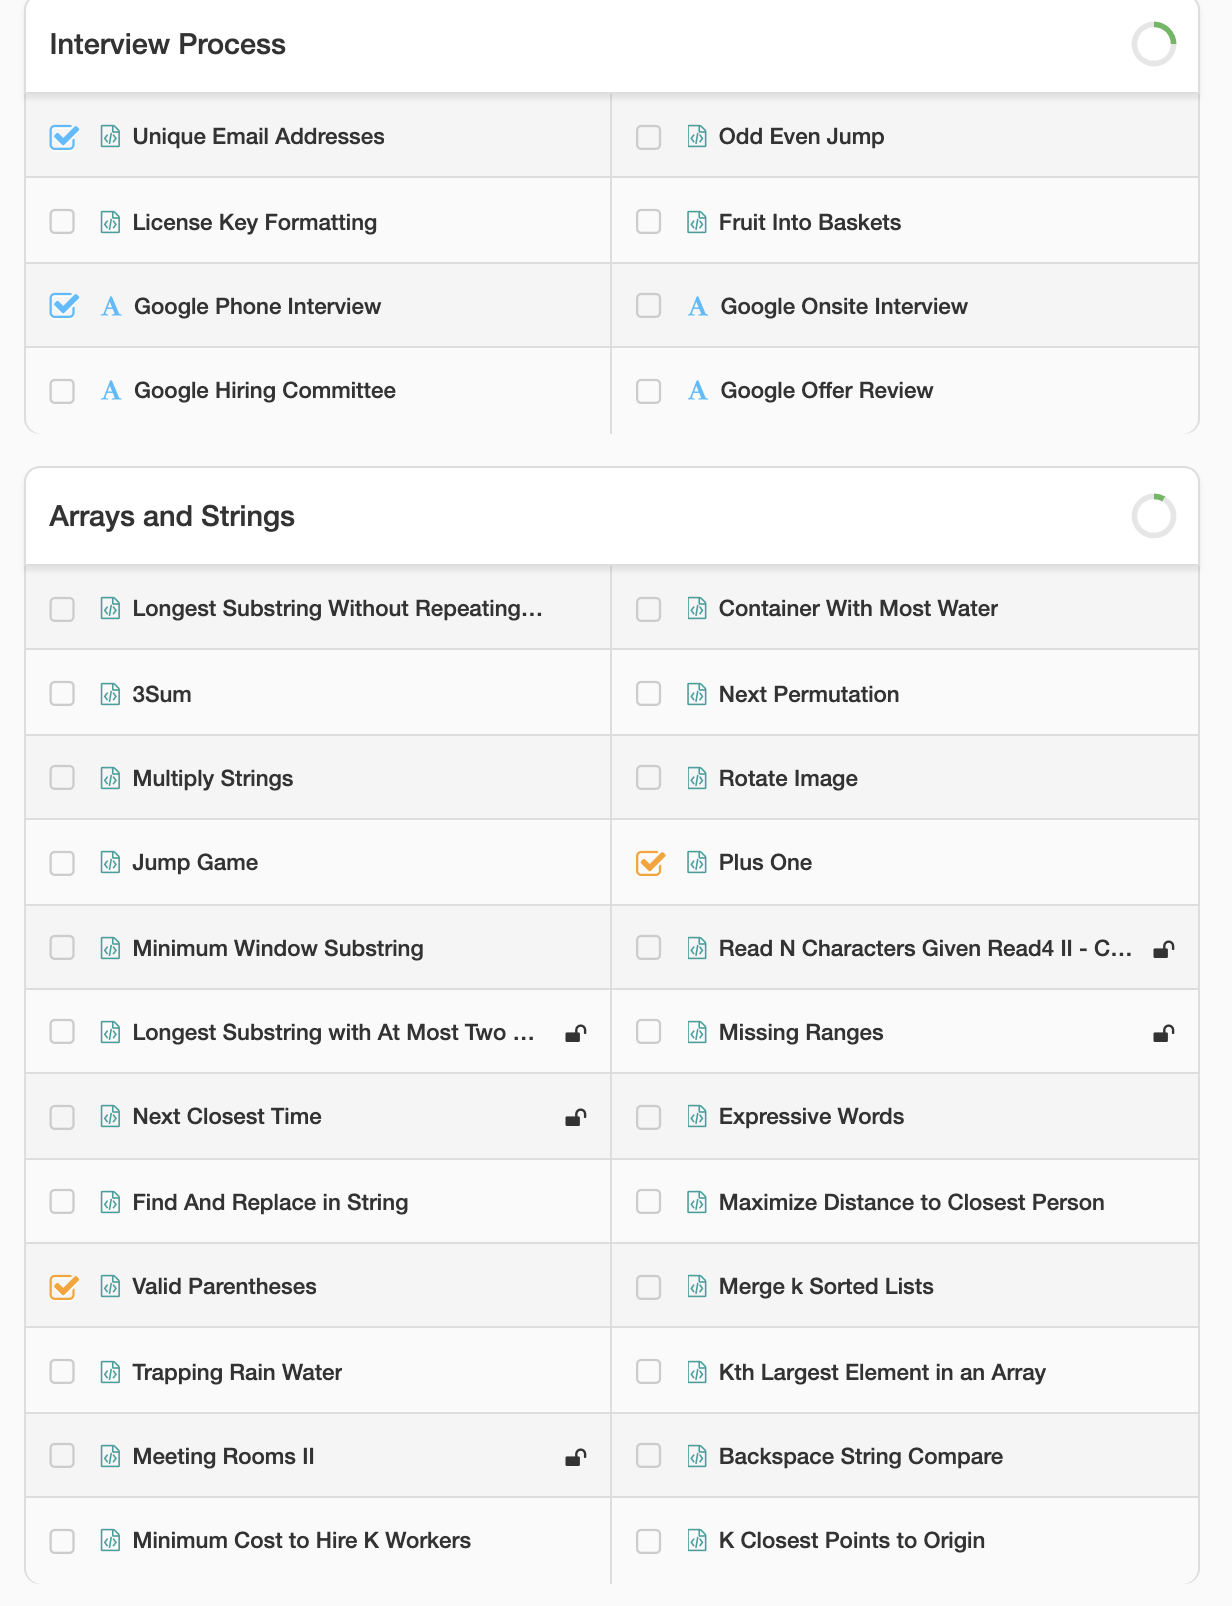 Interview Process
Unique Email Addresses
Odd Even Jump
License Key Formatting
Fruit Into Baskets
A Google Phone Interview
A Google Onsite Interview
A Google Hiring Committee
A Google Offer Review
Arrays and Strings
Longest Substring Without Repeating...
Container With Most Water
3Sum
Next Permutation
Multiply Strings
Rotate Image
Jump Game
Plus One
Minimum Window Substring
Read N Characters Given Read4 II - C...
Longest Substring with At Most Two ...
Missing Ranges
Next Closest Time
Expressive Words
Find And Replace in String
Maximize Distance to Closest Person
Valid Parentheses
Merge k Sorted Lists
Trapping Rain Water
Kth Largest Element in an Array
Meeting Rooms II
Backspace String Compare
Minimum Cost to Hire K Workers
K Closest Points to Origin